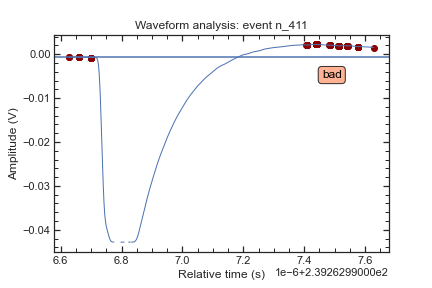 Waveform analysis: event n_411
Amplitude (V)
0.00
−0.01
−0.02
−0.03
−0.04
bad
6.6 6.8 7.0 7.2 7.4 7.6
Relative time (s)
1e−6+2.3926299000e2